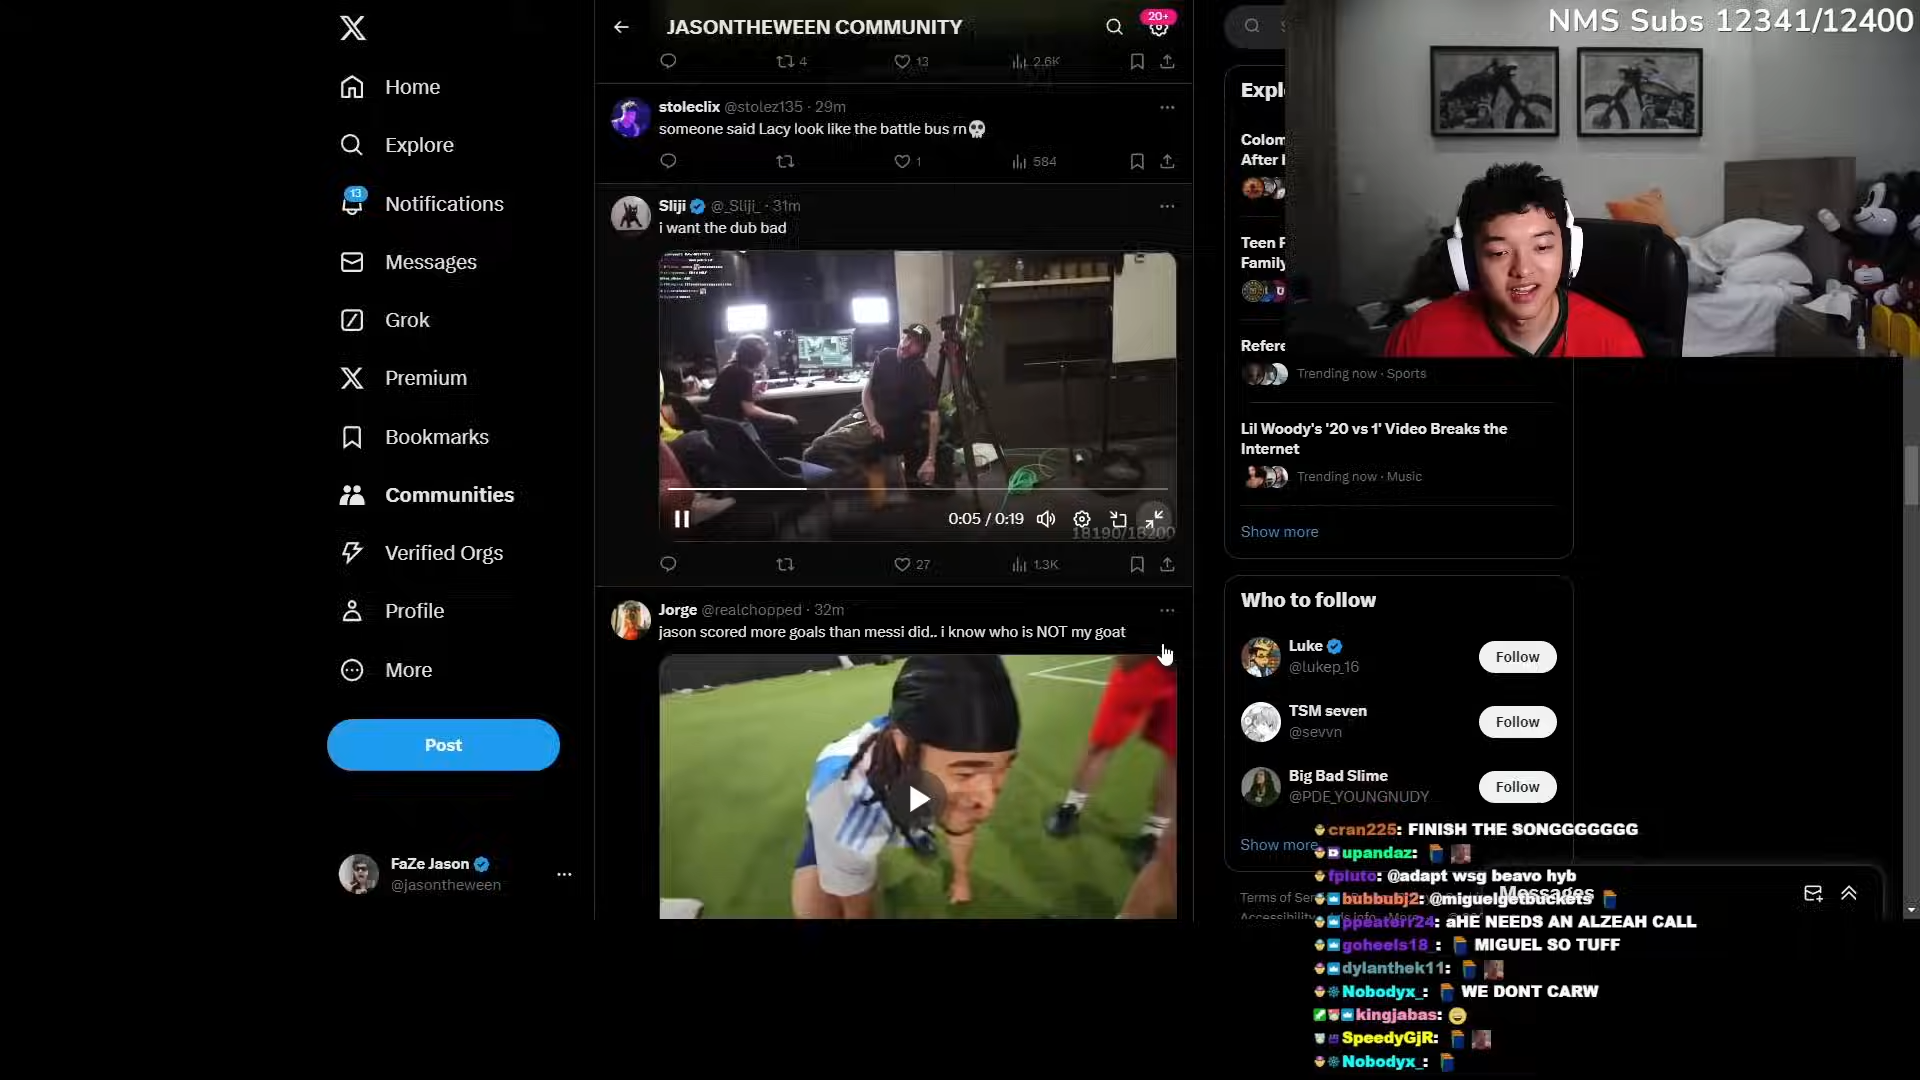 Home
Explore
13
Notifications
Messages
Grok
Premium
Bookmarks
Communities
Verified Orgs
Profile
More
Post
FaZe Jason
@jasontheween
JASONTHEWEEN COMMUNITY
20+
4
13
2.6K
stoleclix @stolez135 · 29m
someone said Lacy look like the battle bus rn💀
1
584
Sliji @_Sliji_ · 31m
i want the dub bad
0:05 / 0:19
18190/18200
27
1.3K
Jorge @realchopped · 32m
jason scored more goals than messi did.. i know who is NOT my goat
NMS Subs 12341/12400
Expl
Colom
After
Teen F
Family
Refere
Trending now · Sports
Lil Woody's '20 vs 1' Video Breaks the
Internet
Trending now · Music
Show more
Who to follow
Luke
@lukep_16
Follow
TSM seven
@sevvn
Follow
Big Bad Slime
@PDE_YOUNGNUDY
Follow
Show more
Terms of Ser
Accessibility
Messages
cran225: FINISH THE SONGGGGGGG
upandaz:
fpluto: @adapt wsg beavo hyb
bubbubj2: @miguelgetbuckets
ppeaterr24: aHE NEEDS AN ALZEAH CALL
goheels18_: MIGUEL SO TUFF
dylanthek11:
Nobodyx_: WE DONT CARW
kingjabas: 😄
SpeedyGjR:
Nobodyx_: